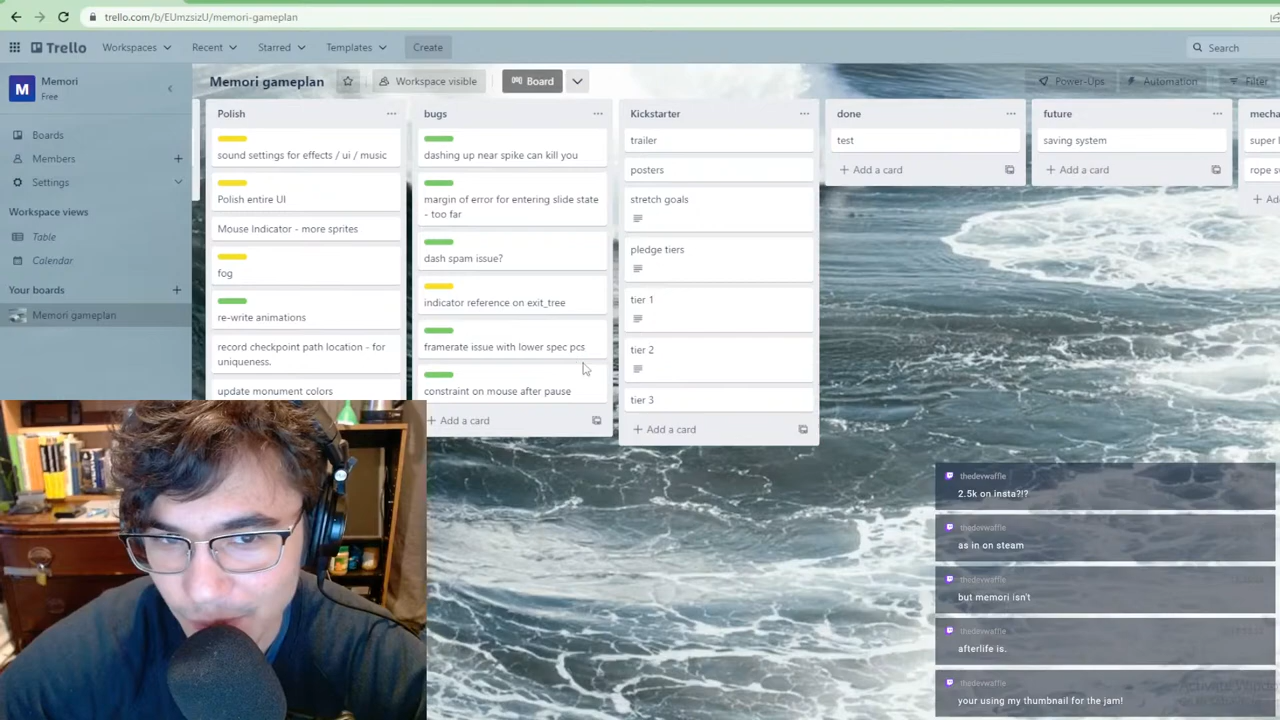 trello.com/b/EUmzsizU/memori-gameplan
Trello
Workspaces
Recent
Starred
Templates
Create
Search
M
Memori
Free
Memori gameplan
Workspace visible
Board
Power-Ups
Automation
Filter
Boards
Members
Settings
Workspace views
Table
Calendar
Your boards
Memori gameplan
Polish
sound settings for effects / ui / music
Polish entire UI
Mouse Indicator - more sprites
fog
re-write animations
record checkpoint path location - for
uniqueness.
update monument colors
bugs
dashing up near spike can kill you
margin of error for entering slide state
- too far
dash spam issue?
indicator reference on exit_tree
framerate issue with lower spec pcs
constraint on mouse after pause
Add a card
Kickstarter
trailer
posters
stretch goals
pledge tiers
tier 1
tier 2
tier 3
Add a card
done
test
Add a card
future
saving system
Add a card
mecha
super
rope s
Ad
thedevwaffle
2.5k on insta?!?
thedevwaffle
as in on steam
thedevwaffle
but memori isn't
thedevwaffle
afterlife is.
thedevwaffle
your using my thumbnail for the jam!
Activate Window